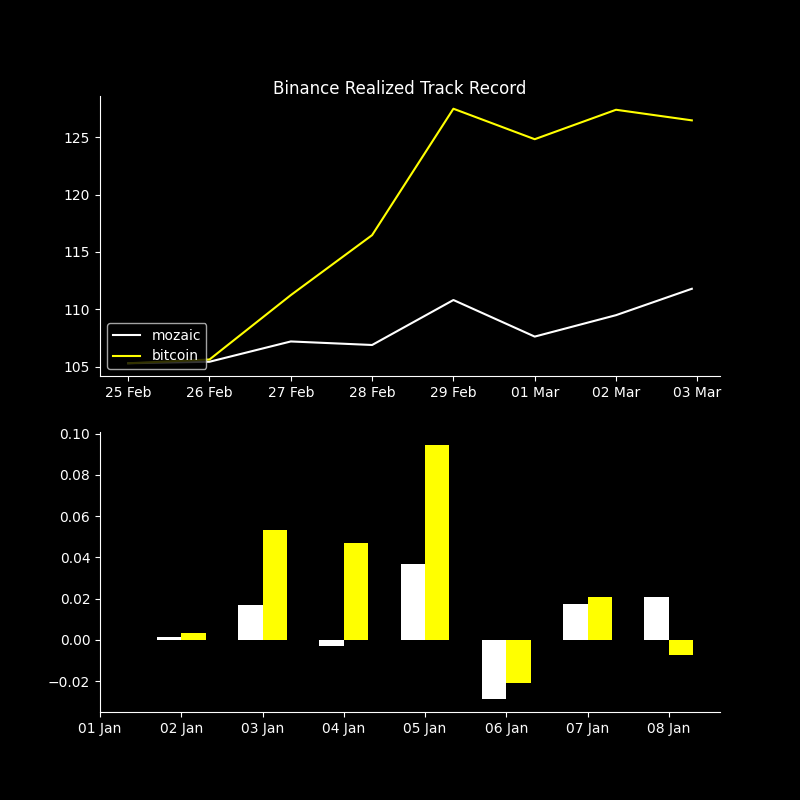 Binance Realized Track Record
125
120
115
110
105
mozaic
bitcoin
25 Feb 26 Feb 27 Feb 28 Feb 29 Feb 01 Mar 02 Mar 03 Mar
0.10
0.08
0.06
0.04
0.02
0.00
−0.02
01 Jan 02 Jan 03 Jan 04 Jan 05 Jan 06 Jan 07 Jan 08 Jan